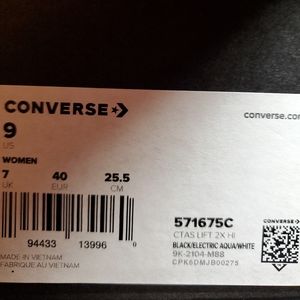 CONVERSE
converse.com
9
US
WOMEN
7 40 25.5
UK EUR CM
571675C
CTAS LIFT 2X HI
BLACK/ELECTRIC AQUA/WHITE
9K-2104-M88
CPK6DMJB00275
94433 13996 0
MADE IN VIETNAM
FABRIQUE AU VIETNAM